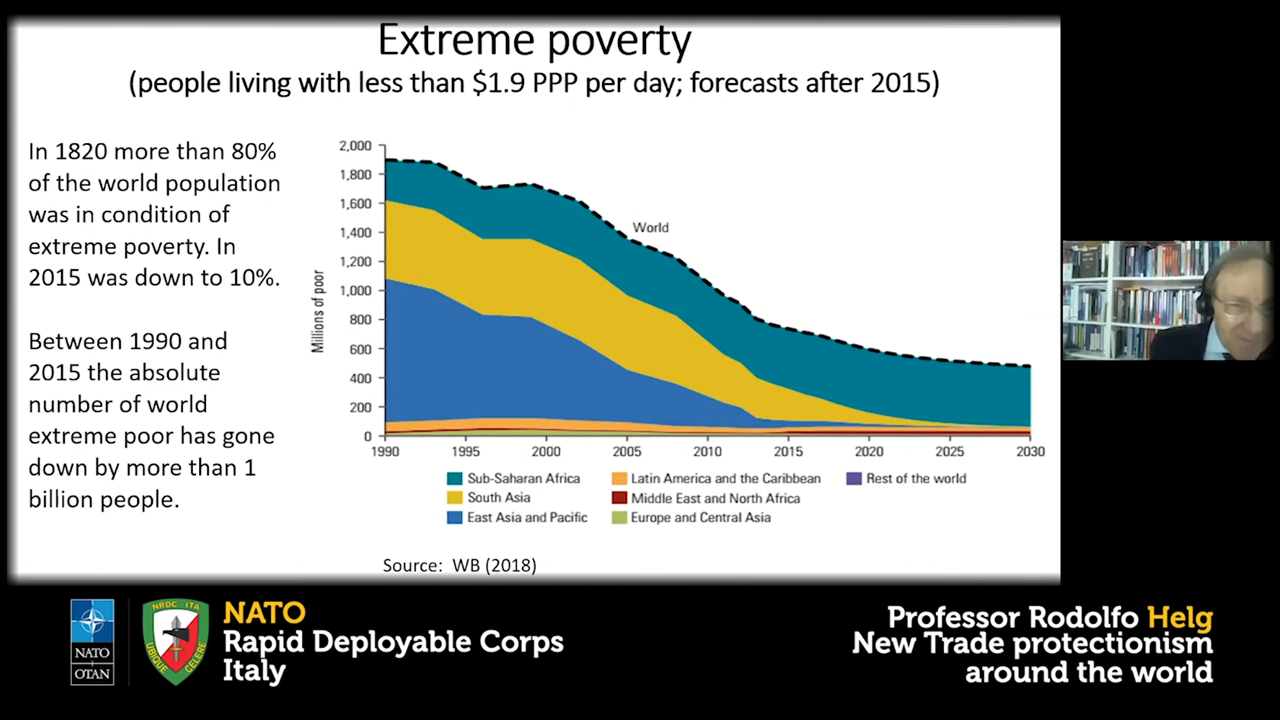 Extreme poverty
(people living with less than $1.9 PPP per day; forecasts after 2015)
In 1820 more than 80%
of the world population
was in condition of
extreme poverty. In
2015 was down to 10%.
Between 1990 and
2015 the absolute
number of world
extreme poor has gone
down by more than 1
billion people.
Millions of poor
2,000
1,800
1,600
1,400
1,200
1,000
800
600
400
200
0
World
1990 1995 2000 2005 2010 2015 2020 2025 2030
Sub-Saharan Africa
South Asia
East Asia and Pacific
Latin America and the Caribbean
Middle East and North Africa
Europe and Central Asia
Rest of the world
Source: WB (2018)
NATO
OTAN
NRDC-ITA
UBIQUE CELERE
NATO
Rapid Deployable Corps
Italy
Professor Rodolfo Helg
New Trade protectionism
around the world